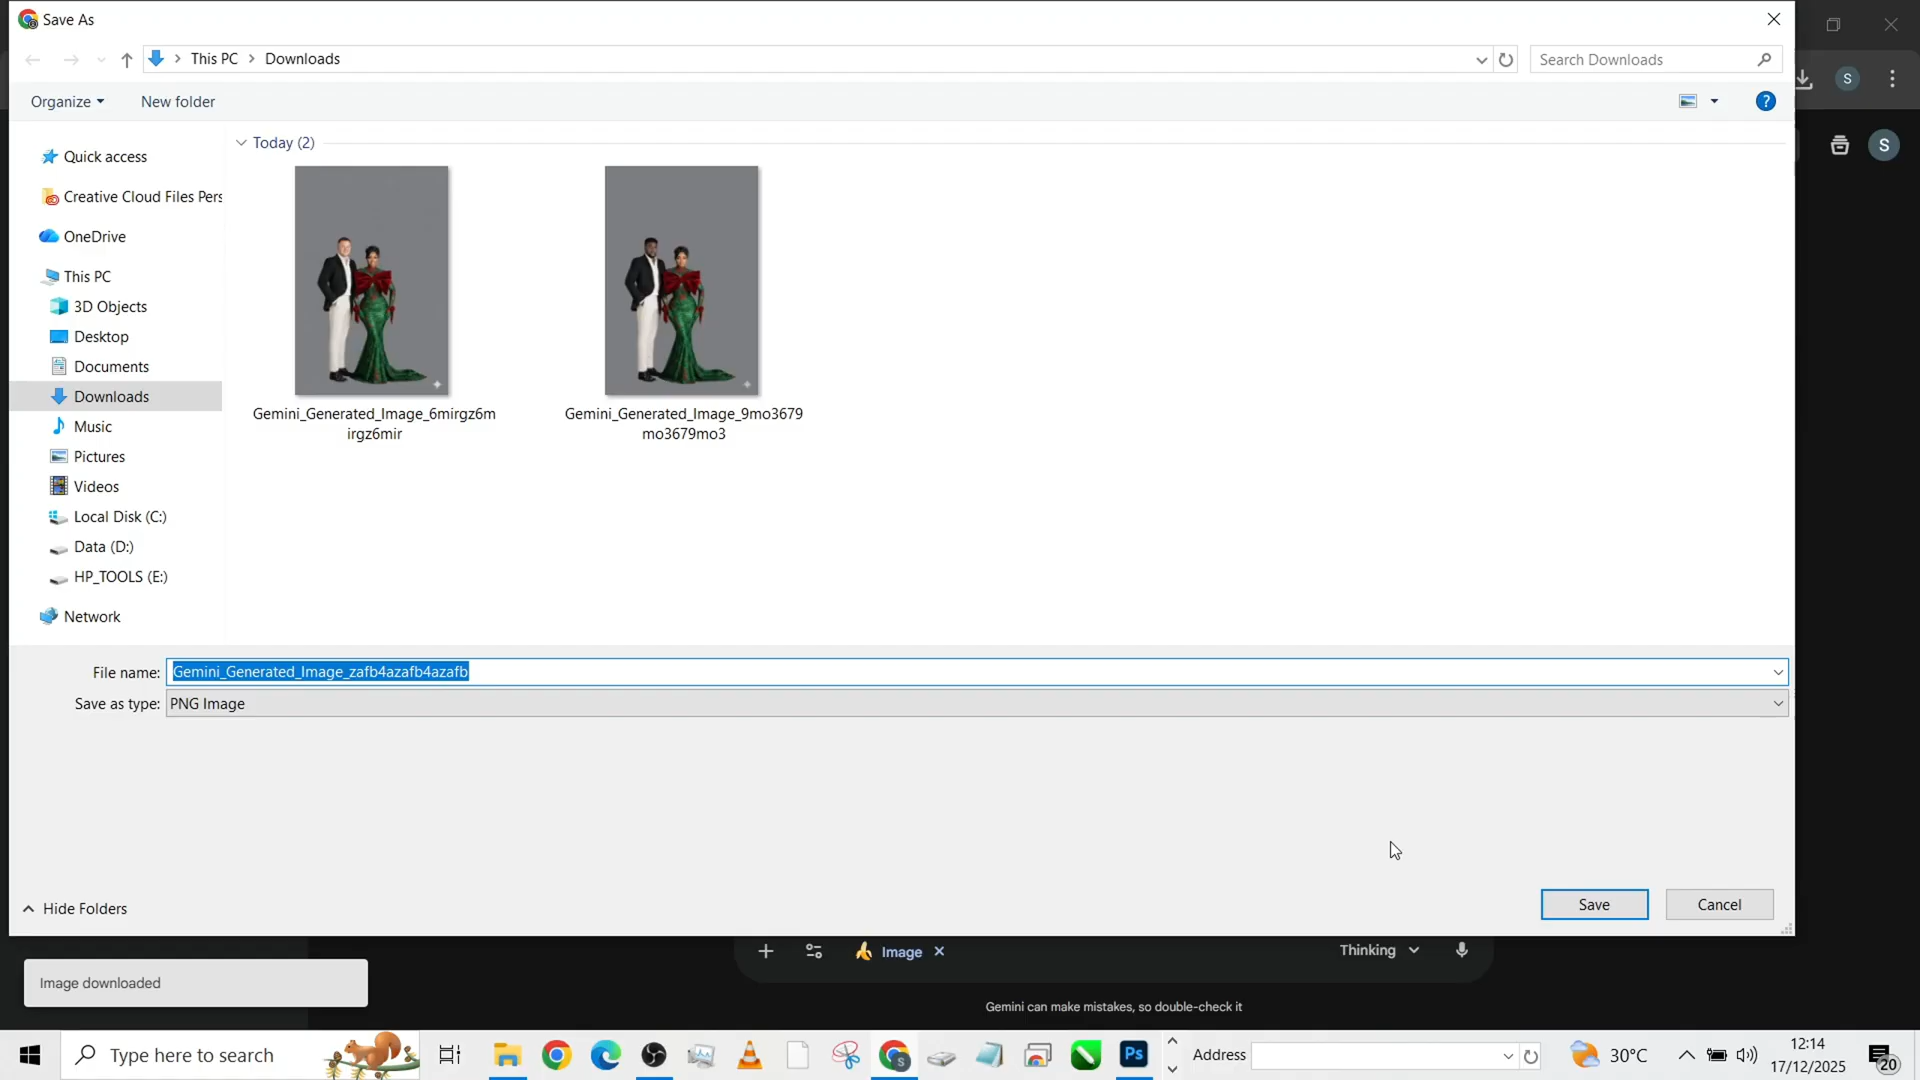 Save As
This PC
Downloads
Search Downloads
Organize
New folder
?
S
Quick access
Creative Cloud Files Pers
OneDrive
This PC
3D Objects
Desktop
Documents
Downloads
Music
Pictures
Videos
Local Disk (C:)
Data (D:)
HP_TOOLS (E:)
Network
Today (2)
Gemini_Generated_Image_6mirgz6m
irgz6mir
Gemini_Generated_Image_9mo3679
mo3679mo3
S
File name:
Gemini_Generated_Image_zafb4azafb4azafb
Save as type:
PNG Image
Hide Folders
Save
Cancel
Image downloaded
Image
Thinking
Gemini can make mistakes, so double-check it
Type here to search
S
Ps
Address
30°C
12:14
17/12/2025
20